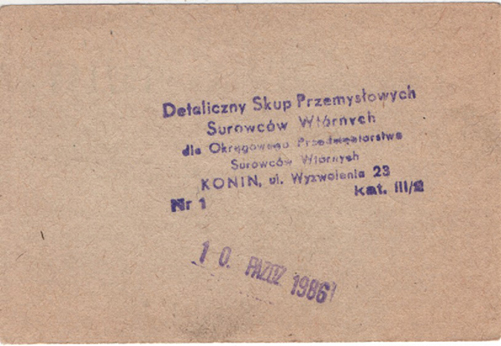 Detaliczny Skup Przemysłowych
Surowców Wtórnych
dla Okręgowego Przedsiębiorstwa
Surowców Wtórnych
KONIN, ul. Wyzwolenia 23
Nr 1 kat. III/2
10. PAŹDZ 1986